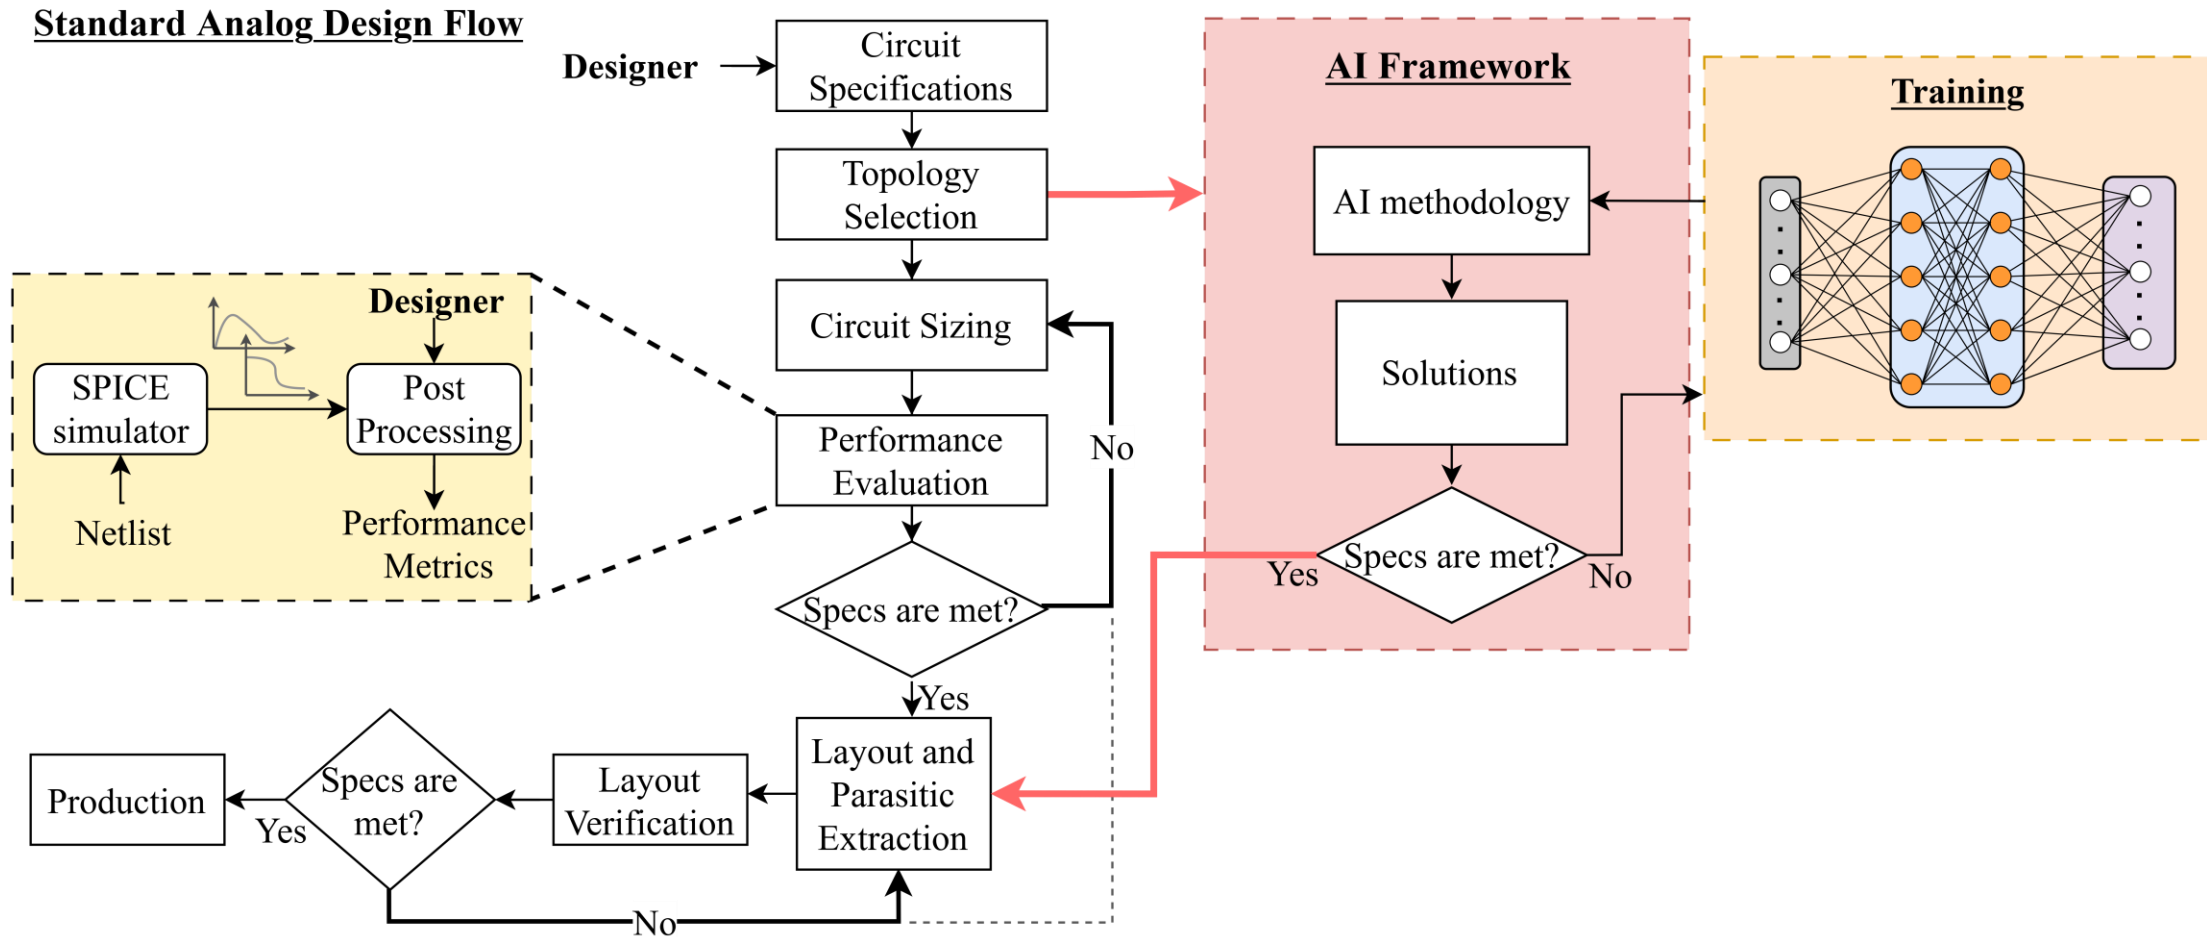 Standard Analog Design Flow
Designer
Circuit
Specifications
Topology
Selection
Circuit Sizing
Performance
Evaluation
No
Specs are met?
Yes
Designer
SPICE
simulator
Post
Processing
Netlist
Performance
Metrics
Layout and
Parasitic
Extraction
Layout
Verification
Specs are
met?
Yes
Production
No
AI Framework
AI methodology
Solutions
Specs are met?
Yes
No
Training